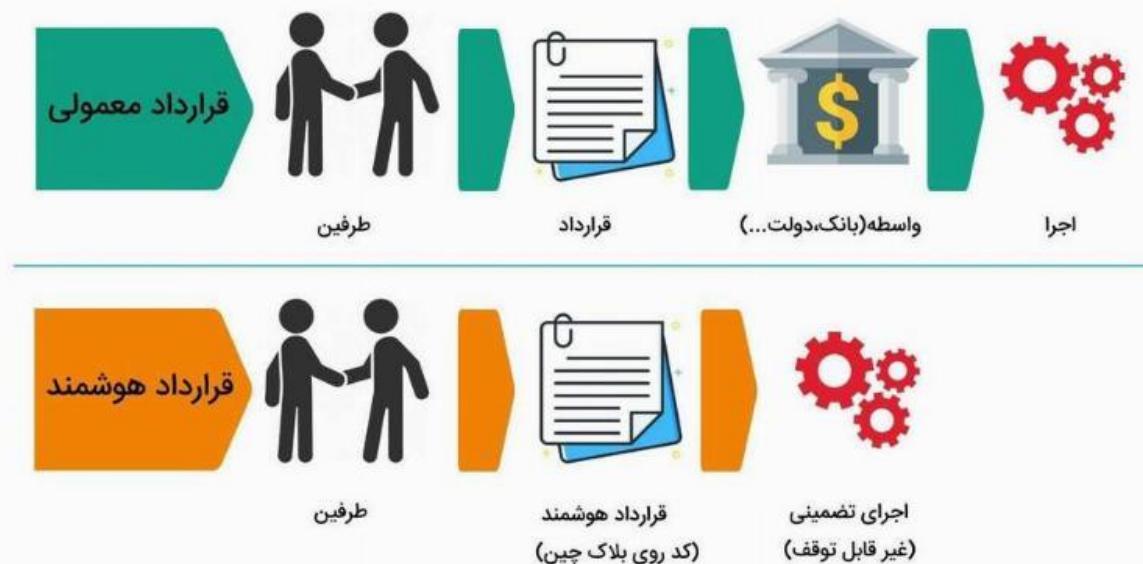 قرارداد معمولی
طرفین
قرارداد
واسطه(بانک،دولت...)
اجرا
قرارداد هوشمند
طرفین
قرارداد هوشمند
(کد روی بلاک چین)
اجرای تضمینی
(غیر قابل توقف)